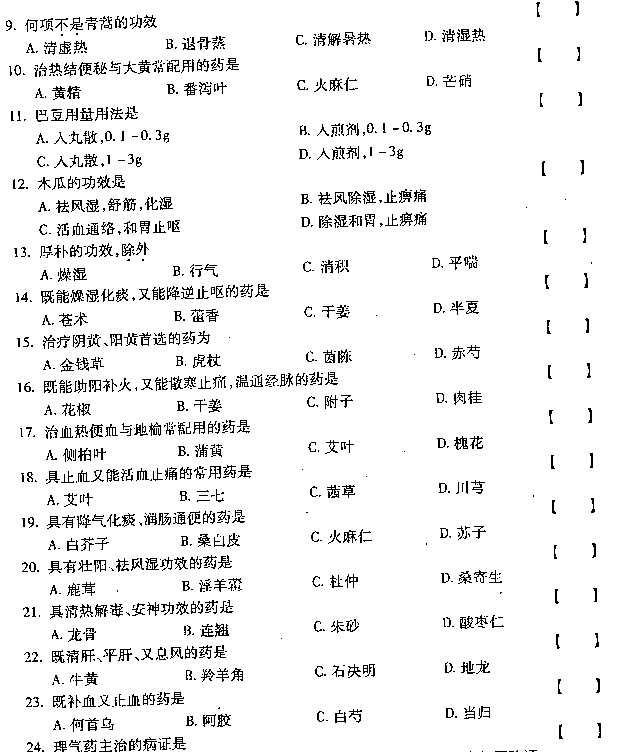 9. 何项不是青蒿的功效 【 】
A. 清虚热 B. 退骨蒸 C. 清解暑热 D. 清湿热
10. 治热结便秘与大黄常配用的药是 【 】
A. 黄精 B. 番泻叶 C. 火麻仁 D. 芒硝
11. 巴豆用量用法是 【 】
A. 入丸散,0.1-0.3g B. 入煎剂,0.1-0.3g
C. 入丸散,1-3g D. 入煎剂,1-3g
12. 木瓜的功效是 【 】
A. 祛风湿,舒筋,化湿 B. 祛风除湿,止痹痛
C. 活血通络,和胃止呕 D. 除湿和胃,止痹痛
13. 厚朴的功效,除外 【 】
A. 燥湿 B. 行气 C. 清积 D. 平喘
14. 既能燥湿化痰,又能降逆止呕的药是 【 】
A. 苍术 B. 藿香 C. 干姜 D. 半夏
15. 治疗阴黄、阳黄首选的药为 【 】
A. 金钱草 B. 虎杖 C. 茵陈 D. 赤芍
16. 既能助阳补火,又能散寒止痛,温通经脉的药是 【 】
A. 花椒 B. 干姜 C. 附子 D. 肉桂
17. 治血热便血与地榆常配用的药是 【 】
A. 侧柏叶 B. 蒲黄 C. 艾叶 D. 槐花
18. 具止血又能活血止痛的常用药是 【 】
A. 艾叶 B. 三七 C. 茜草 D. 川芎
19. 具有降气化痰、润肠通便的药是 【 】
A. 白芥子 B. 桑白皮 C. 火麻仁 D. 苏子
20. 具有壮阳、祛风湿功效的药是 【 】
A. 鹿茸 B. 淫羊藿 C. 杜仲 D. 桑寄生
21. 具清热解毒、安神功效的药是 【 】
A. 龙骨 B. 连翘 C. 朱砂 D. 酸枣仁
22. 既清肝、平肝、又息风的药是 【 】
A. 牛黄 B. 羚羊角 C. 石决明 D. 地龙
23. 既补血又止血的药是 【 】
A. 何首乌 B. 阿胶 C. 白芍 D. 当归
24. 理气药主治的病证是 【 】